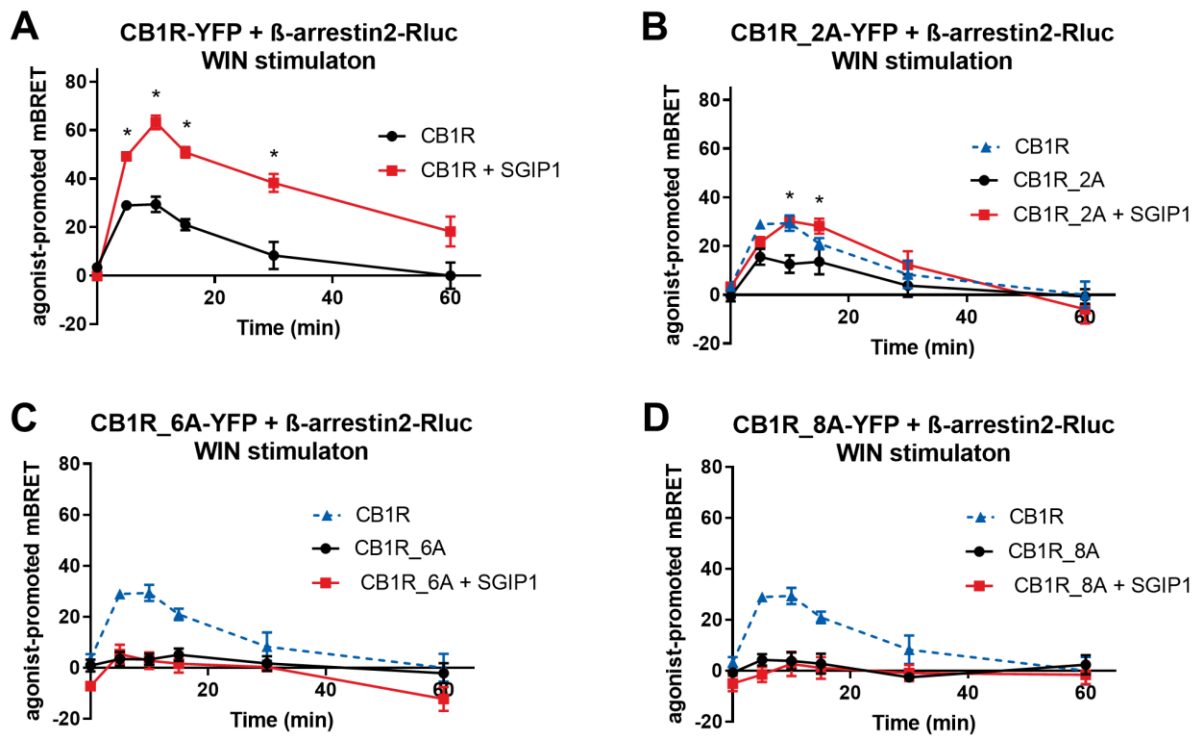 A
CB1R-YFP + ß-arrestin2-Rluc
WIN stimulaton
agonist-promoted mBRET
80
60
40
20
0
-20
20
40
60
Time (min)
* * * *
CB1R
CB1R + SGIP1
B
CB1R_2A-YFP + ß-arrestin2-Rluc
WIN stimulaton
agonist-promoted mBRET
80
60
40
20
0
-20
20
40
60
Time (min)
* *
CB1R
CB1R_2A
CB1R_2A + SGIP1
C
CB1R_6A-YFP + ß-arrestin2-Rluc
WIN stimulaton
agonist-promoted mBRET
80
60
40
20
0
-20
20
40
60
Time (min)
CB1R
CB1R_6A
CB1R_6A + SGIP1
D
CB1R_8A-YFP + ß-arrestin2-Rluc
WIN stimulaton
agonist-promoted mBRET
80
60
40
20
0
-20
20
40
60
Time (min)
CB1R
CB1R_8A
CB1R_8A + SGIP1